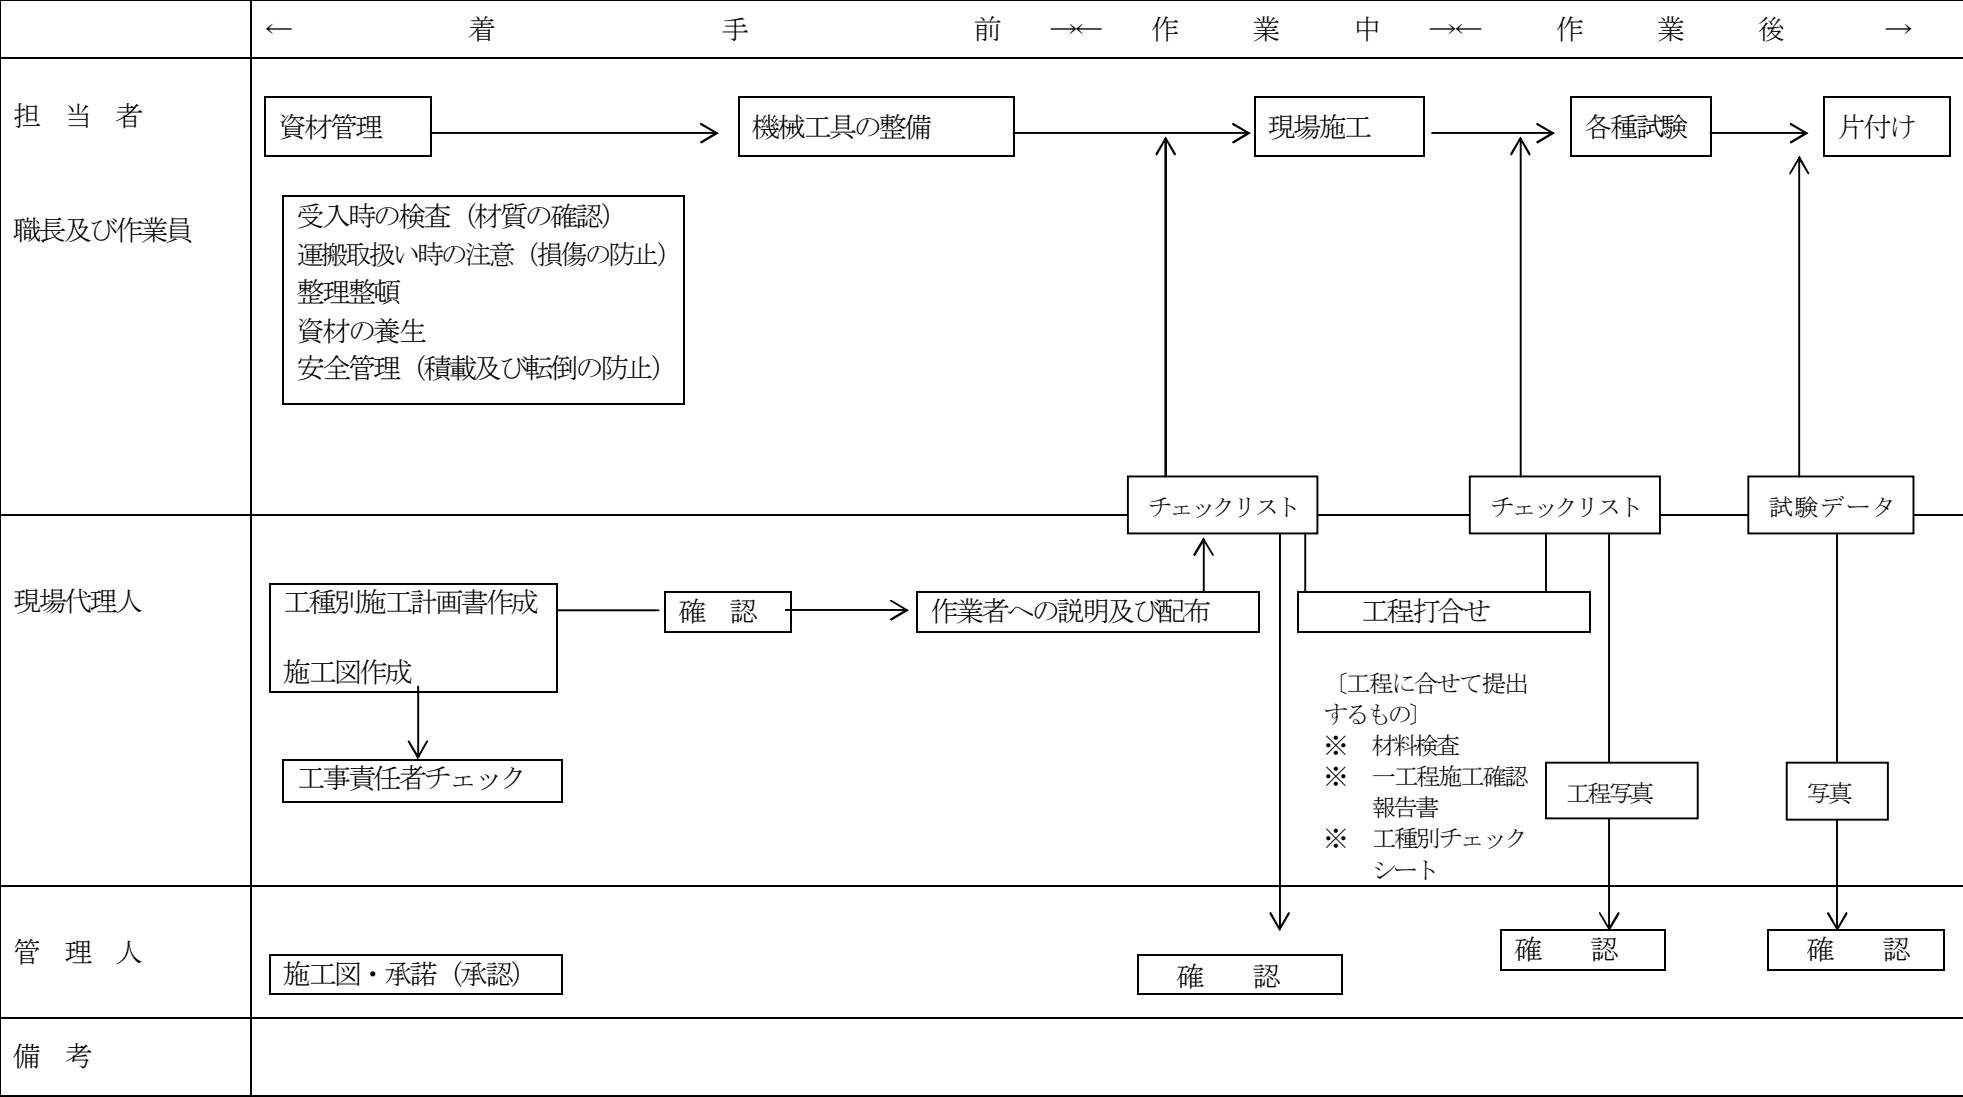 ← 着 手 前 →← 作 業 中 →← 作 業 後 →
担 当 者
資材管理
機械工具の整備
現場施工
各種試験
片付け
職長及び作業員
受入時の検査（材質の確認）
運搬取扱い時の注意（損傷の防止）
整理整頓
資材の養生
安全管理（積載及び転倒の防止）
チェックリスト
チェックリスト
試験データ
現場代理人
工種別施工計画書作成
確 認
作業者への説明及び配布
工程打合せ
施工図作成
〔工程に合せて提出
するもの〕
※ 材料検査
※ 一工程施工確認
報告書
※ 工種別チェック
シート
工事責任者チェック
工程写真
写真
管 理 人
施工図・承諾（承認）
確 認
確 認
確 認
備 考